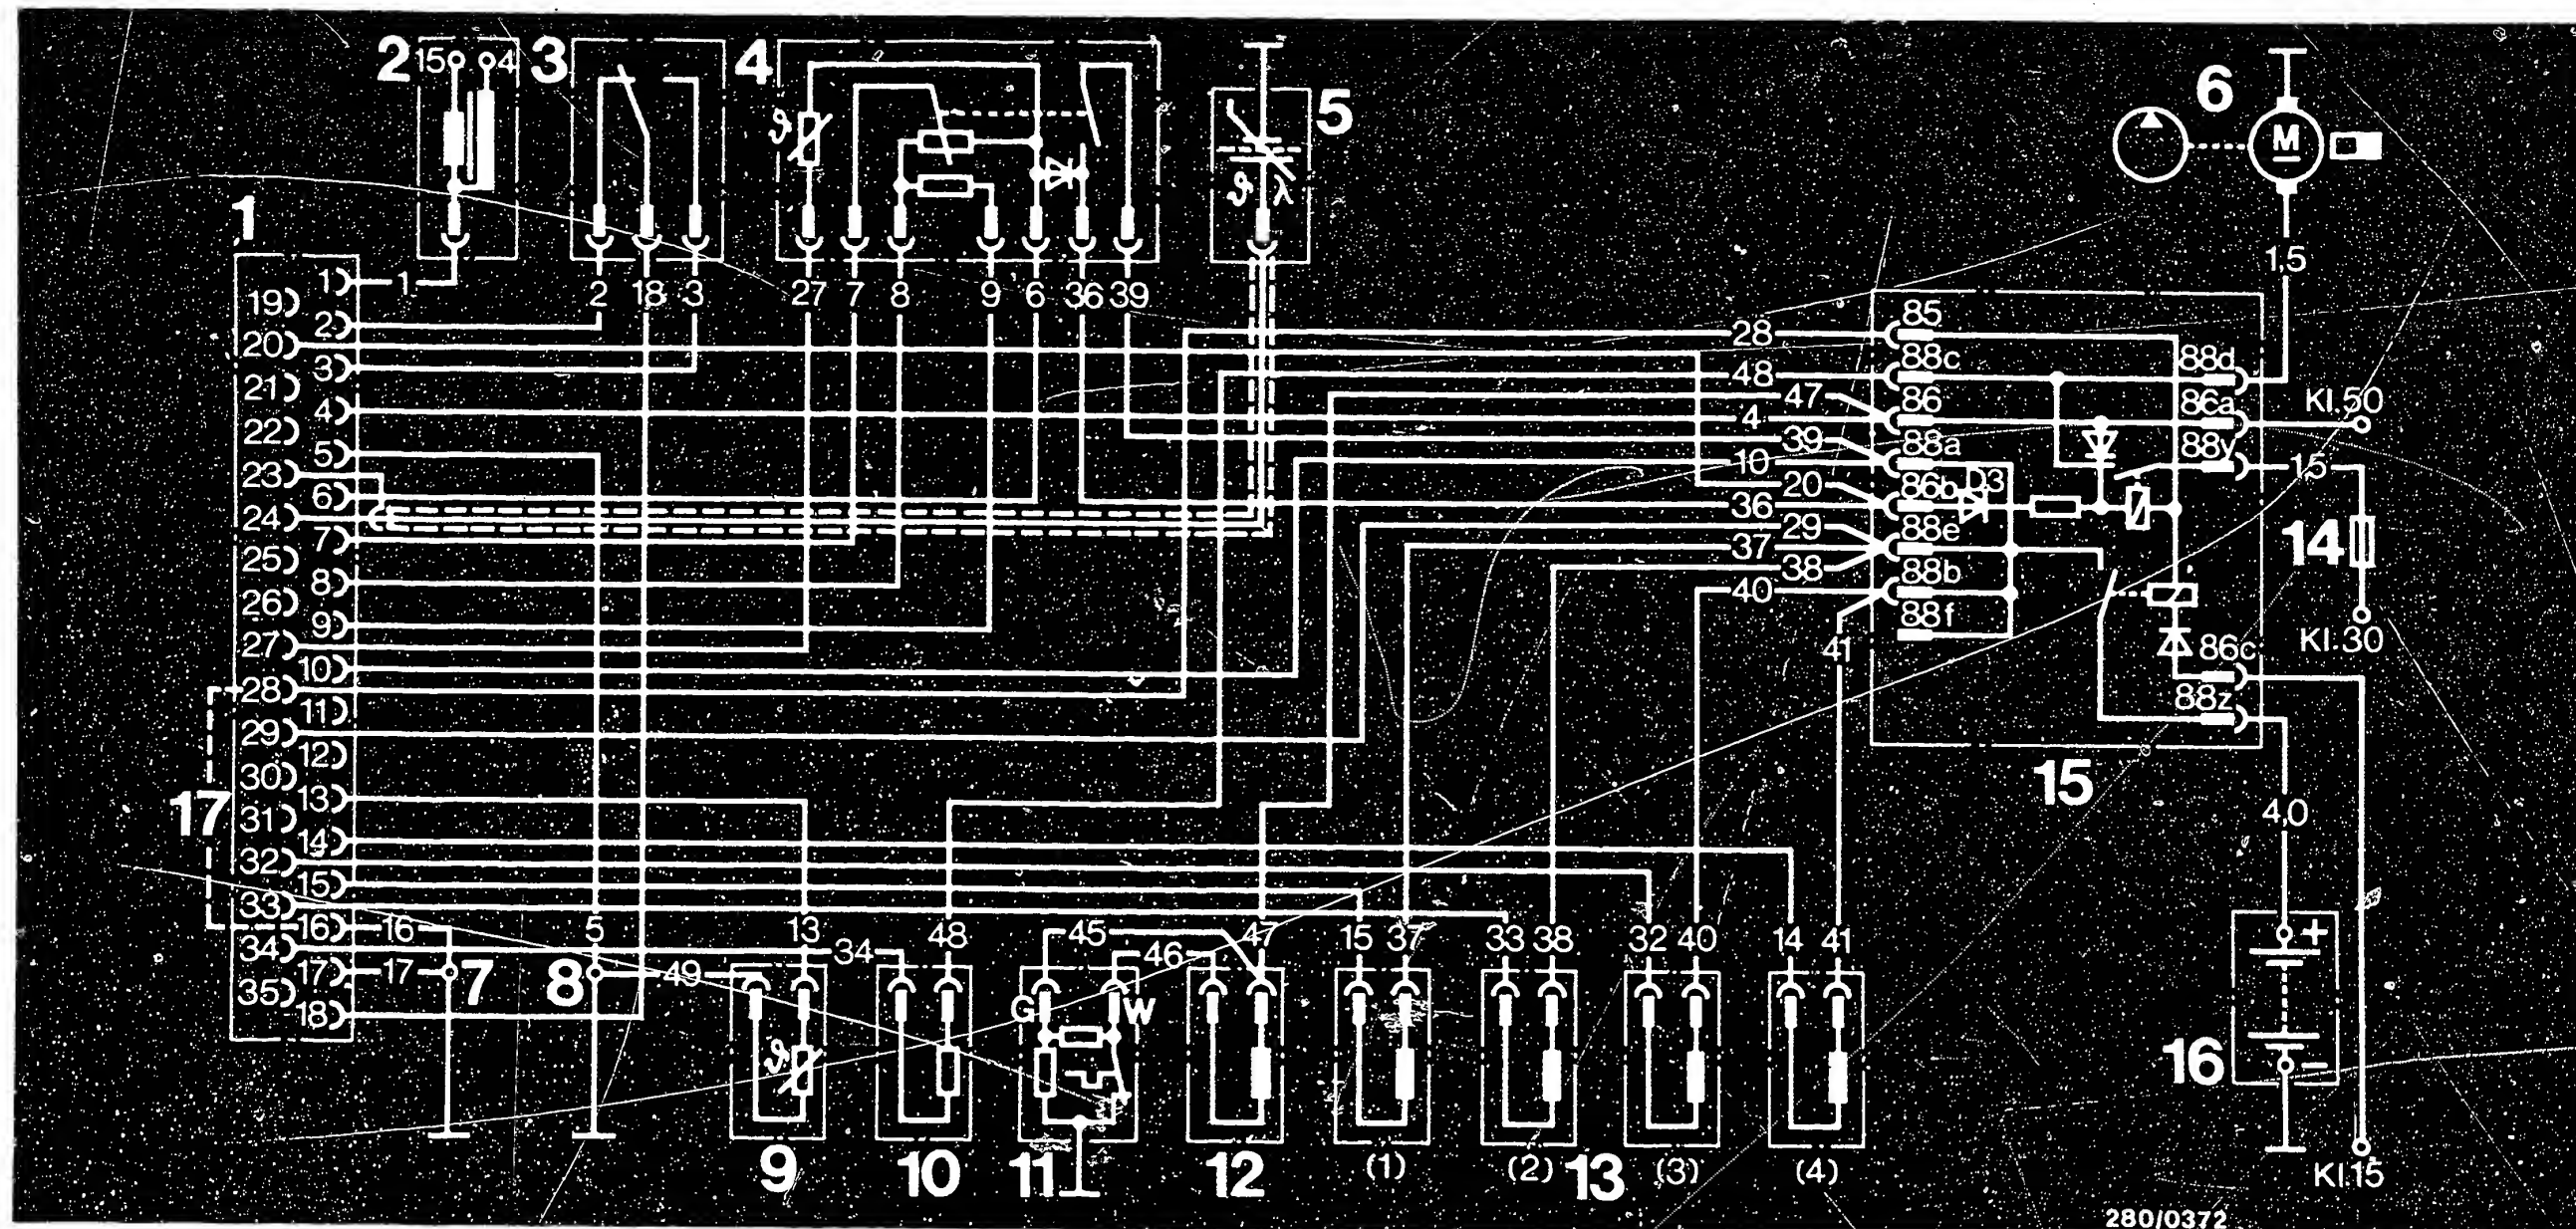 2 15 4 3 4 5 6
ϑ
M
ϑ λ
1
1 1 2 18 3 27 7 8 9 6 36 39 1,5
19
2 28 85
20
3 48 88c 88d
21 47 86 86a Kl.50
4 4
22 39 88a 88y
5 10 15
23 20 86b D3
6 36
24 29 88e 14
7 37
25 38 88b
8 40
26 88f
9 41 86c Kl.30
27
10 88z
28
11
29
12
30 15
13
17 31 4,0
14
32
15
33
16 16 5 13 48 45 47 15 37 33 38 32 40 14 41 +
34 34 46
17 17 7 8 49
35 G W
18
ϑ 16 –
9 10 11 12 (1) (2) 13 (3) (4) Kl.15
280/0372